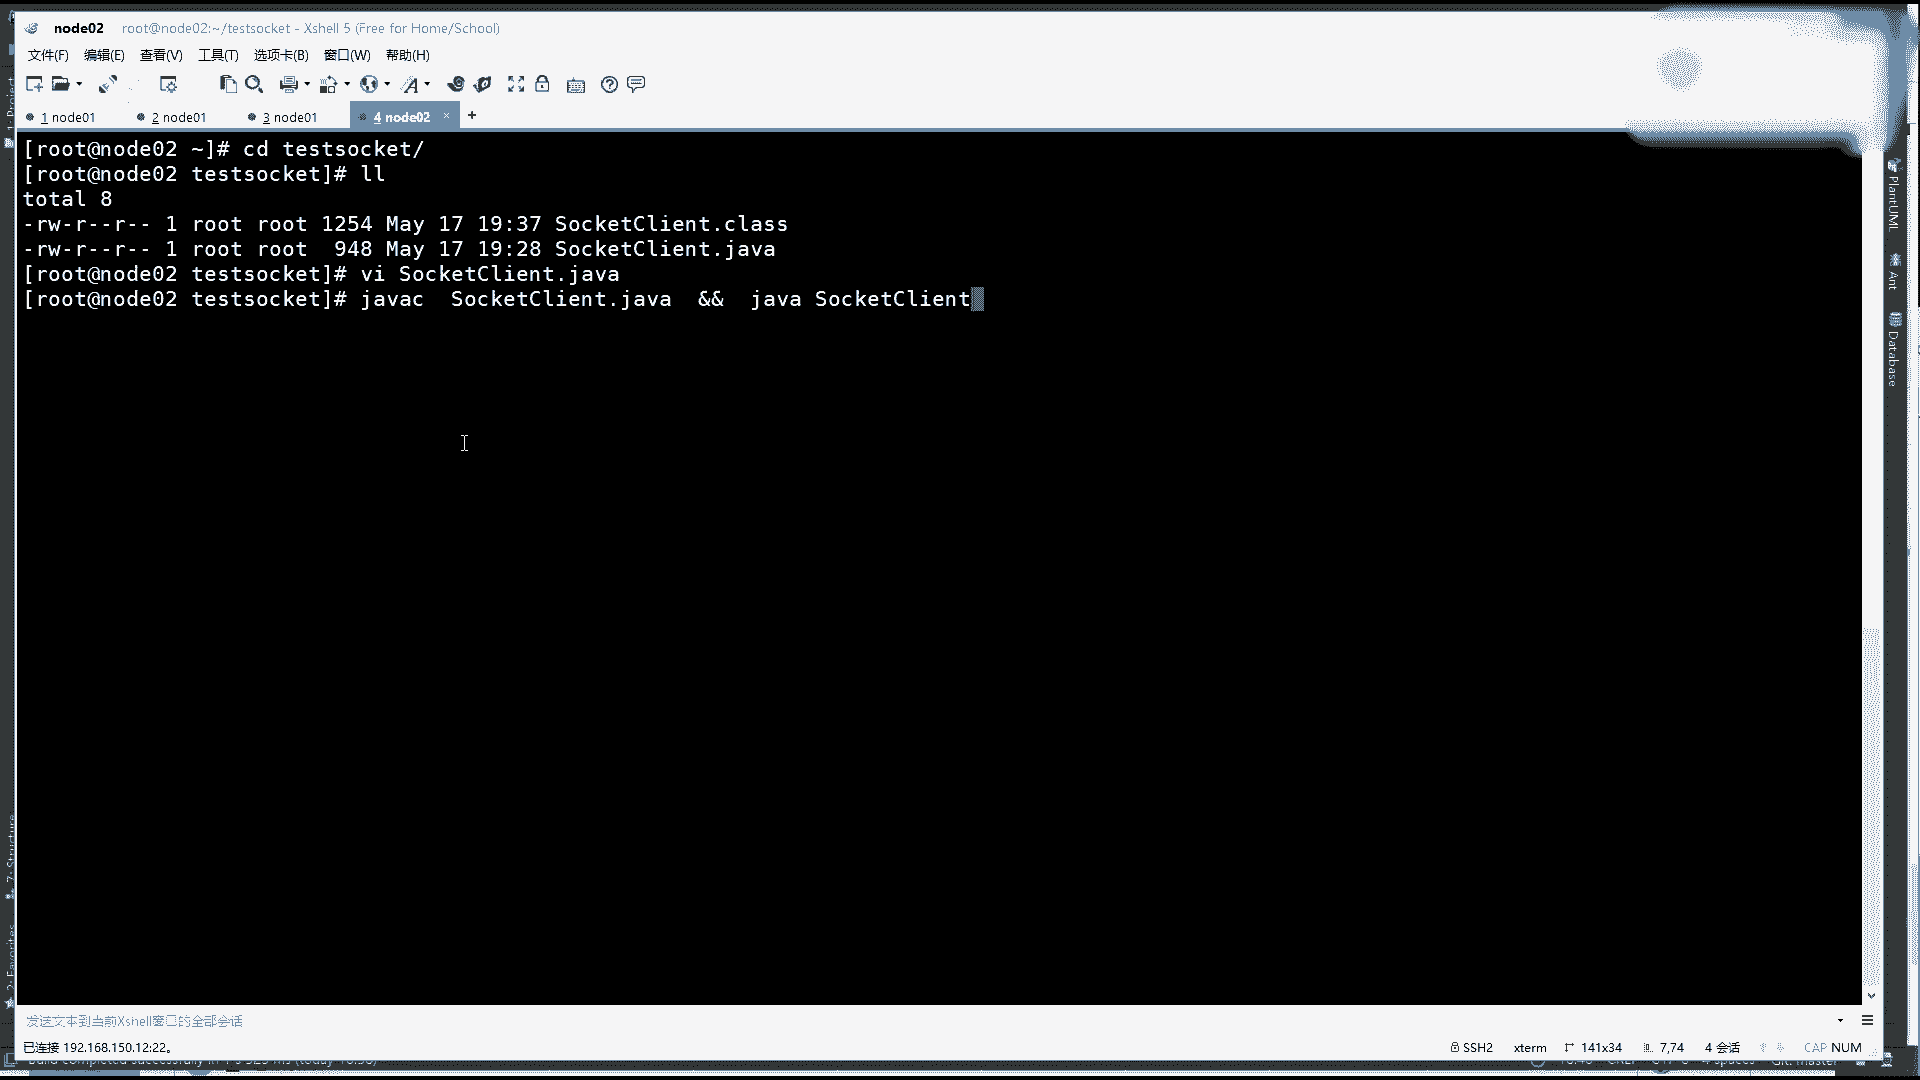 node02 root@node02:~/testsocket - Xshell 5 (Free for Home/School)
文件(F) 编辑(E) 查看(V) 工具(T) 选项卡(B) 窗口(W) 帮助(H)
1 node01 2 node01 3 node01 4 node02 × +
[root@node02 ~]# cd testsocket/
[root@node02 testsocket]# ll
total 8
-rw-r--r-- 1 root root 1254 May 17 19:37 SocketClient.class
-rw-r--r-- 1 root root  948 May 17 19:28 SocketClient.java
[root@node02 testsocket]# vi SocketClient.java
[root@node02 testsocket]# javac  SocketClient.java  &&  java SocketClient
PlantUML
Ant
Database
7: Structure
2: Favorites
发送文本到当前Xshell窗口的全部会话
已连接 192.168.150.12:22。 SSH2 xterm 141x34 7,74 4 会话 CAP NUM